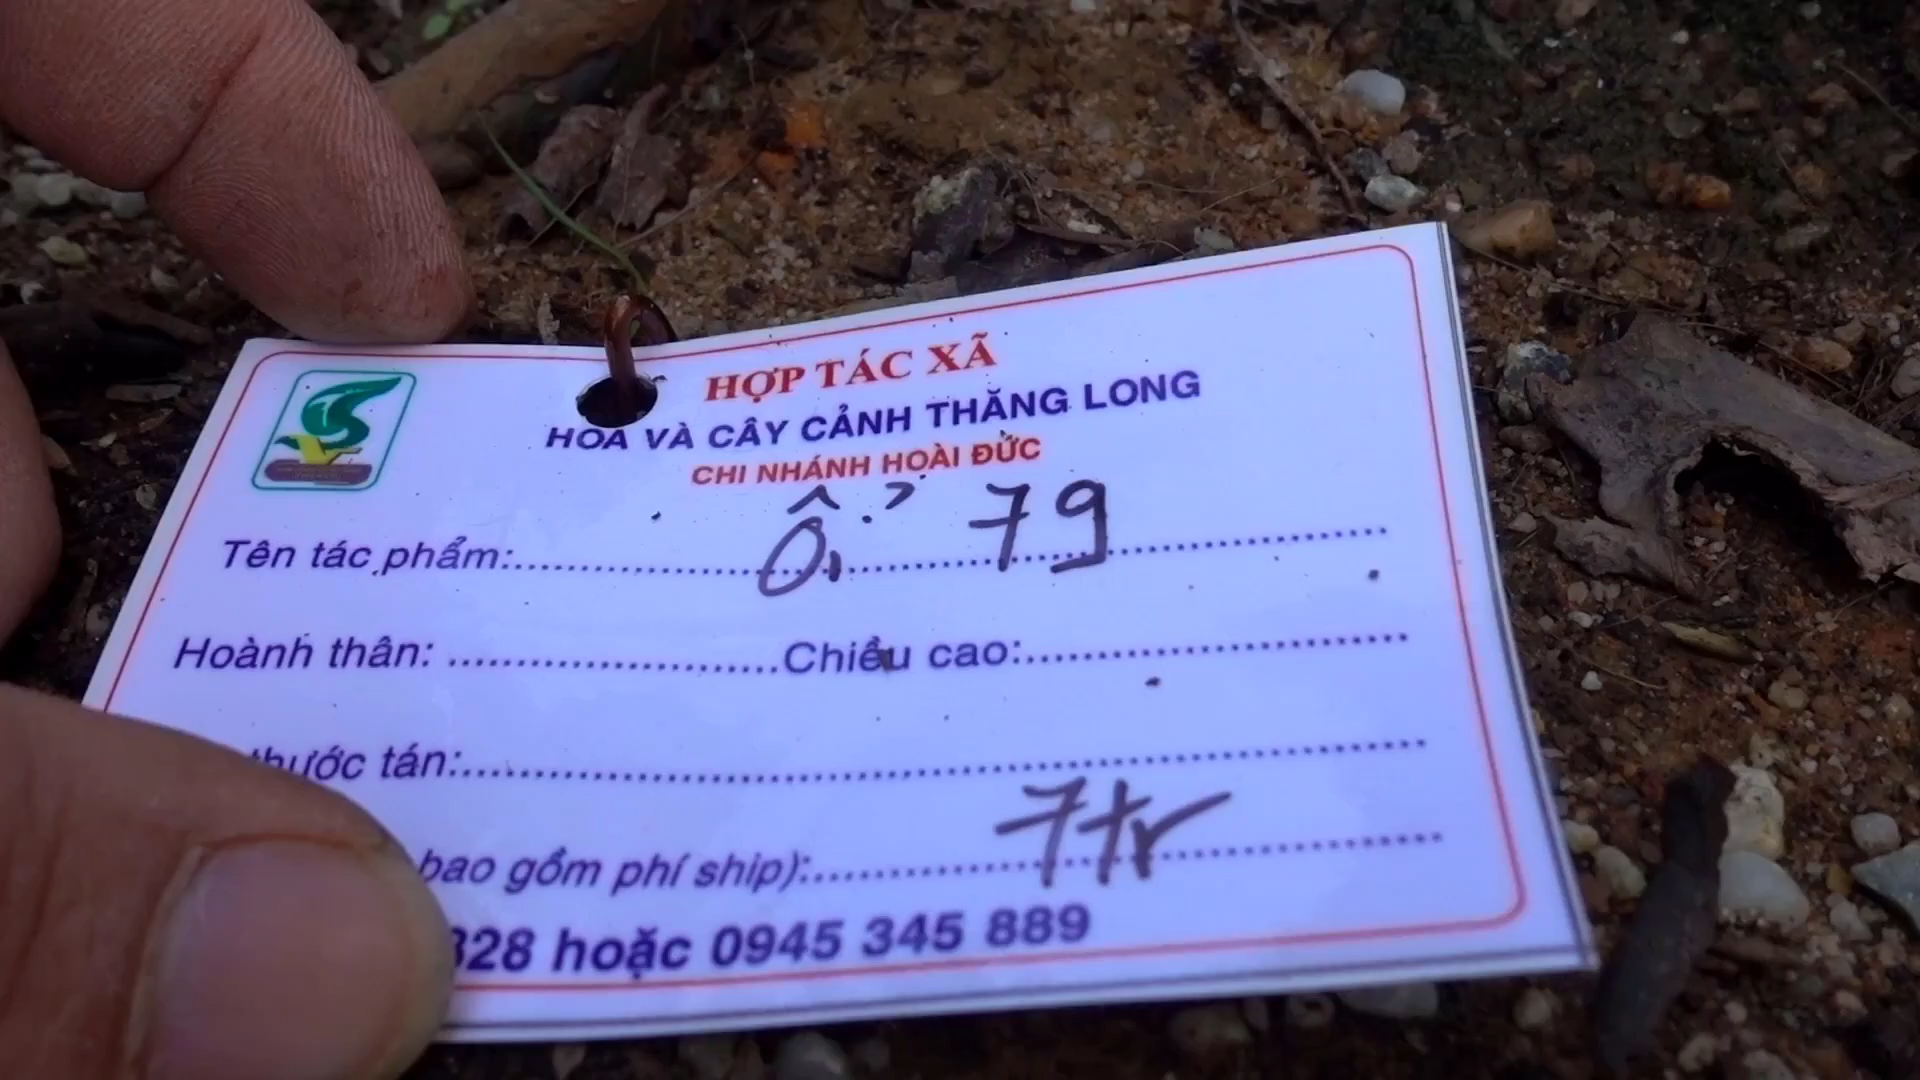 HỢP TÁC XÃ
HOA VÀ CÂY CẢNH THĂNG LONG
CHI NHÁNH HOÀI ĐỨC
Tên tác phẩm: Ổi 79
Hoành thân: Chiều cao:
thước tán:
bao gồm phí ship): 7tr
328 hoặc 0945 345 889